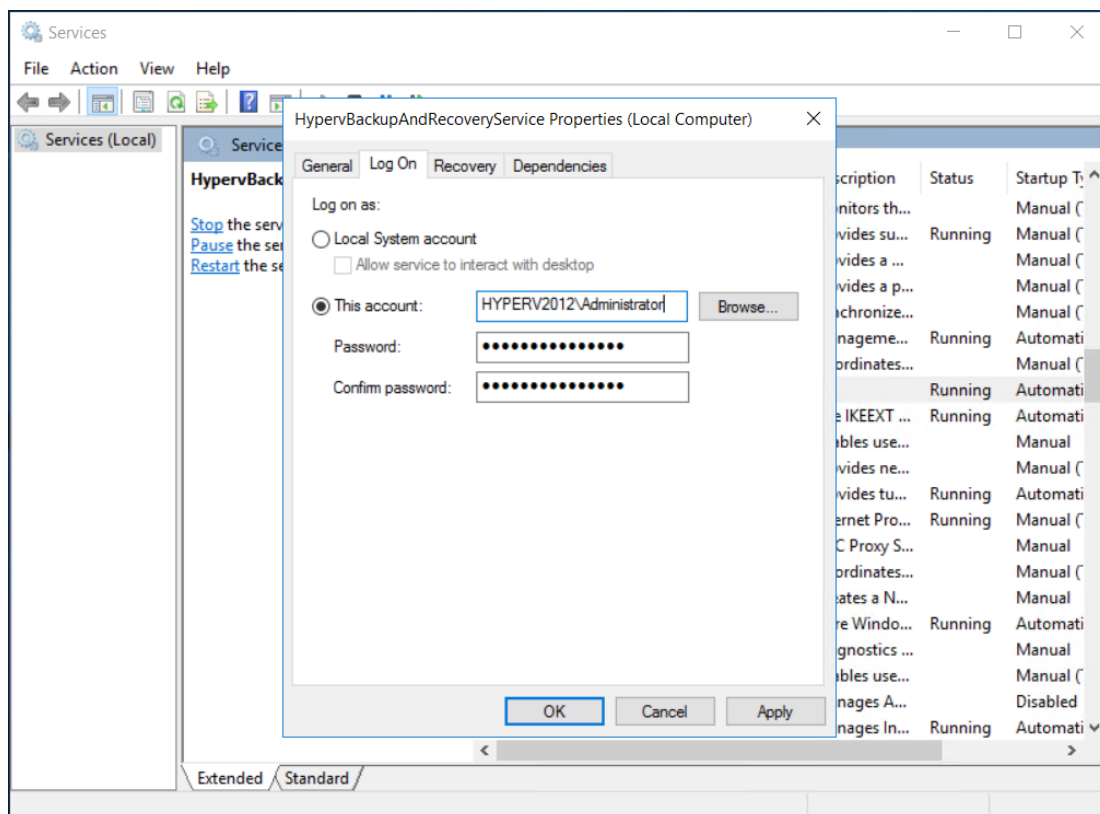 Services
File Action View Help
HypervBackupAndRecoveryService Properties (Local Computer)
Services (Local)
Service
HypervBack
Stop the serv
Pause the ser
Restart the se
General Log On Recovery Dependencies
Log on as:
Local System account
Allow service to interact with desktop
This account: HYPERV2012\Administrator Browse...
Password: ●●●●●●●●●●●●●●●
Confirm password: ●●●●●●●●●●●●●●●
OK Cancel Apply
scription Status Startup Ty
nitors th... Manual (T
vides su... Running Manual (T
vides a ... Manual (T
vides a p... Manual (T
chronize... Manual (T
nageme... Running Automati
ordinates... Manual (T
Running Automati
e IKEEXT ... Running Automati
ables use... Manual
vides ne... Manual (T
vides tu... Running Automati
ernet Pro... Running Manual (T
C Proxy S... Manual
ordinates... Manual (T
eates a N... Manual
re Windo... Running Automati
gnostics ... Manual
ables use... Manual (T
nages A... Disabled
nages In... Running Automati
Extended Standard